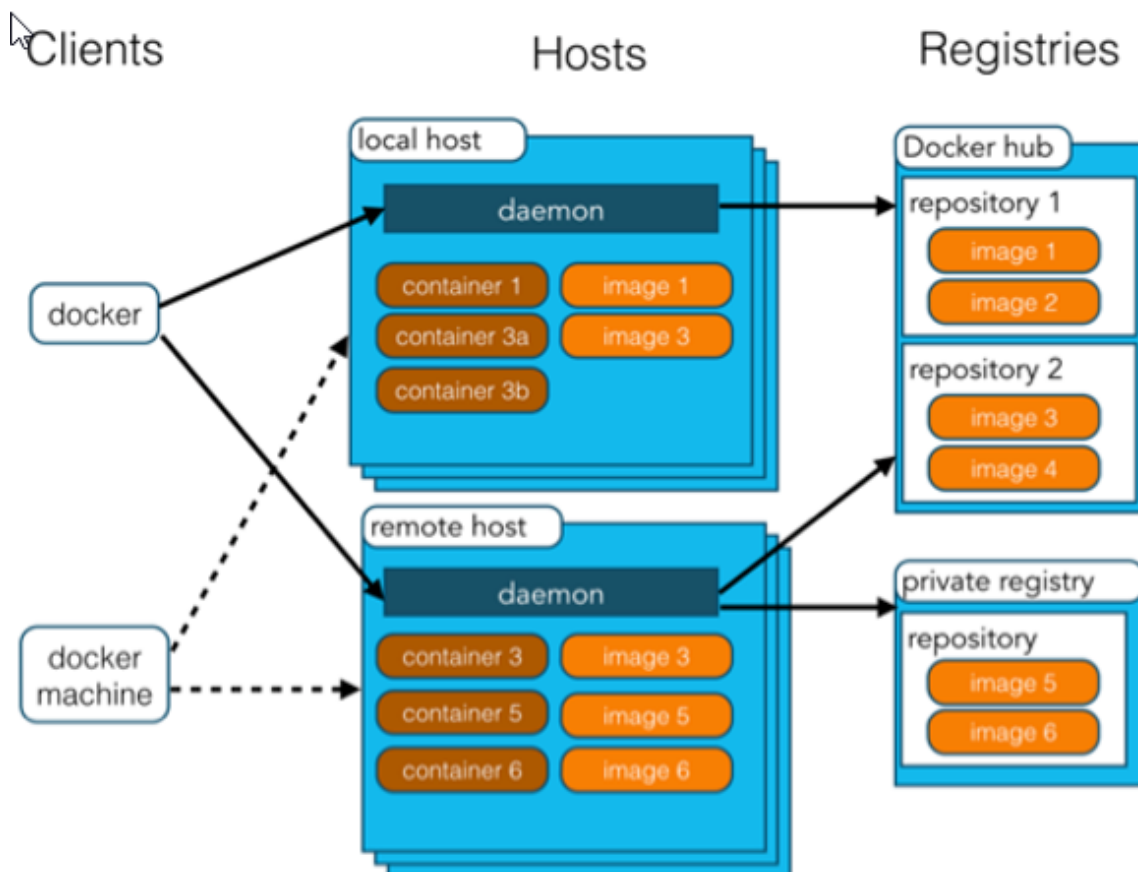 Clients
Hosts
Registries
local host
daemon
container 1
image 1
container 3a
image 3
container 3b
docker
docker
machine
remote host
daemon
container 3
image 3
container 5
image 5
container 6
image 6
Docker hub
repository 1
image 1
image 2
repository 2
image 3
image 4
private registry
repository
image 5
image 6